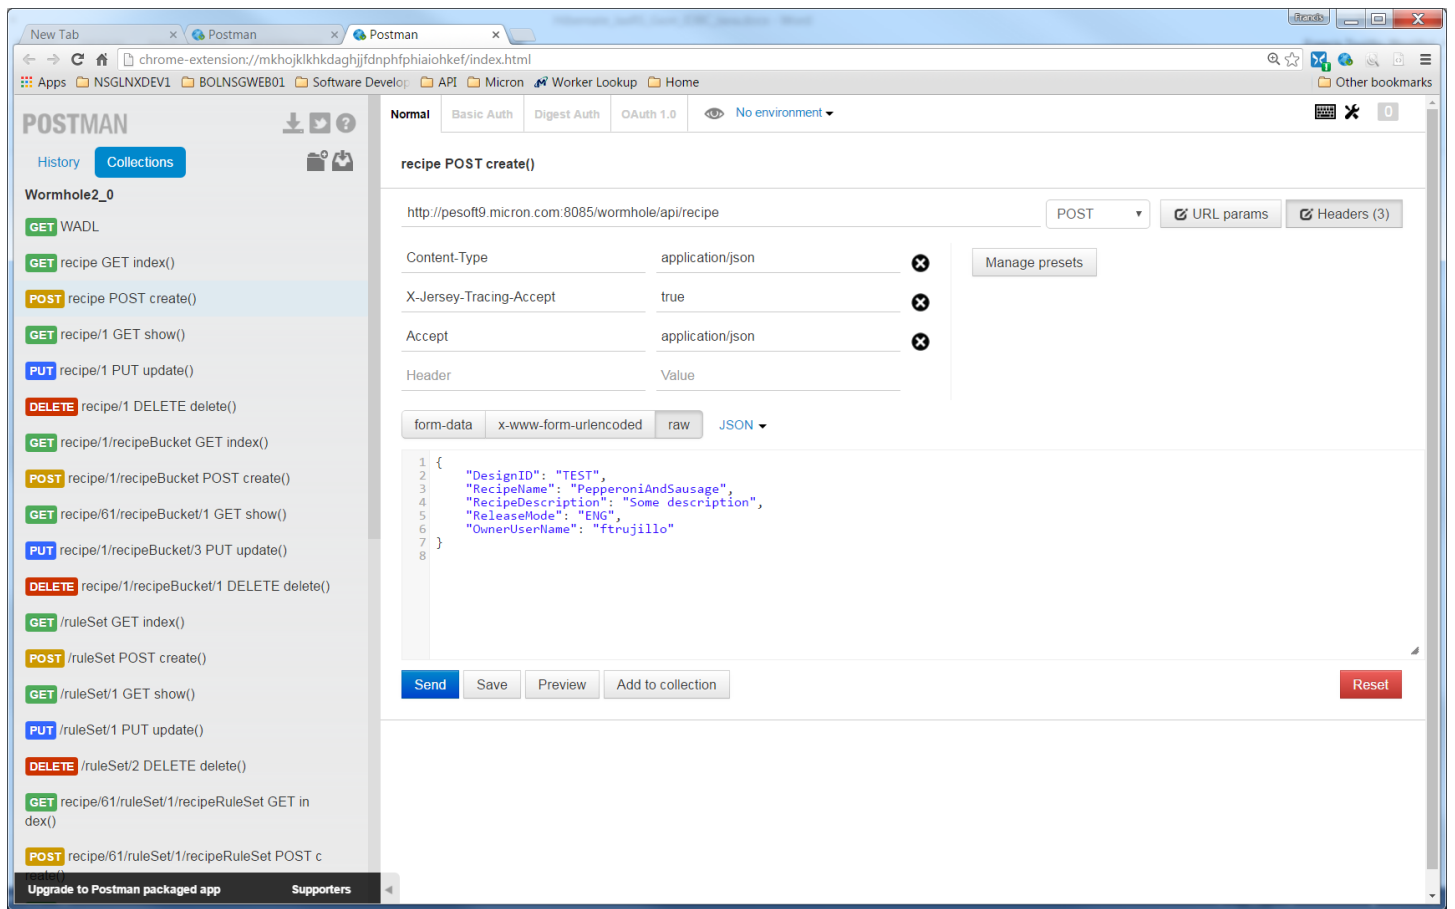 Francis
New Tab
Postman
Postman
chrome-extension://mkhojklkhkdaghjjfdnphfphiaiohkef/index.html
Apps NSGLNXDEV1 BOLNSGWEB01 Software Develop API Micron Worker Lookup Home Other bookmarks
POSTMAN
Normal Basic Auth Digest Auth OAuth 1.0 No environment 0
History Collections
recipe POST create()
Wormhole2_0
http://pesoft9.micron.com:8085/wormhole/api/recipe POST URL params Headers (3)
GET WADL
GET recipe GET index()
POST recipe POST create()
GET recipe/1 GET show()
PUT recipe/1 PUT update()
DELETE recipe/1 DELETE delete()
GET recipe/1/recipeBucket GET index()
POST recipe/1/recipeBucket POST create()
GET recipe/61/recipeBucket/1 GET show()
PUT recipe/1/recipeBucket/3 PUT update()
DELETE recipe/1/recipeBucket/1 DELETE delete()
GET /ruleSet GET index()
POST /ruleSet POST create()
GET /ruleSet/1 GET show()
PUT /ruleSet/1 PUT update()
DELETE /ruleSet/2 DELETE delete()
GET recipe/61/ruleSet/1/recipeRuleSet GET in
dex()
POST recipe/61/ruleSet/1/recipeRuleSet POST c
reate()
Upgrade to Postman packaged app Supporters
Content-Type application/json
Manage presets
X-Jersey-Tracing-Accept true
Accept application/json
Header Value
form-data x-www-form-urlencoded raw JSON
1 {
2 "DesignID": "TEST",
3 "RecipeName": "PepperoniAndSausage",
4 "RecipeDescription": "Some description",
5 "ReleaseMode": "ENG",
6 "OwnerUserName": "ftrujillo"
7 }
8
Send Save Preview Add to collection Reset